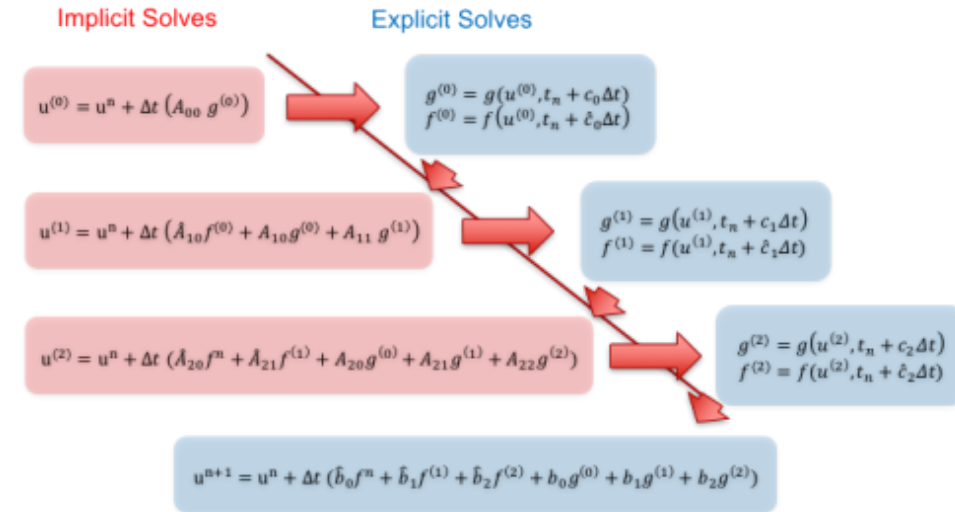 Implicit Solves
Explicit Solves
u⁽⁰⁾ = uⁿ + Δt (A₀₀ g⁽⁰⁾)
g⁽⁰⁾ = g(u⁽⁰⁾, tₙ + c₀Δt)
f⁽⁰⁾ = f(u⁽⁰⁾, tₙ + ĉ₀Δt)
u⁽¹⁾ = uⁿ + Δt (Â₁₀f⁽⁰⁾ + A₁₀g⁽⁰⁾ + A₁₁ g⁽¹⁾)
g⁽¹⁾ = g(u⁽¹⁾, tₙ + c₁Δt)
f⁽¹⁾ = f(u⁽¹⁾, tₙ + ĉ₁Δt)
u⁽²⁾ = uⁿ + Δt (Â₂₀fⁿ + Â₂₁f⁽¹⁾ + A₂₀g⁽⁰⁾ + A₂₁g⁽¹⁾ + A₂₂g⁽²⁾)
g⁽²⁾ = g(u⁽²⁾, tₙ + c₂Δt)
f⁽²⁾ = f(u⁽²⁾, tₙ + ĉ₂Δt)
uⁿ⁺¹ = uⁿ + Δt (b̂₀fⁿ + b̂₁f⁽¹⁾ + b̂₂f⁽²⁾ + b₀g⁽⁰⁾ + b₁g⁽¹⁾ + b₂g⁽²⁾)